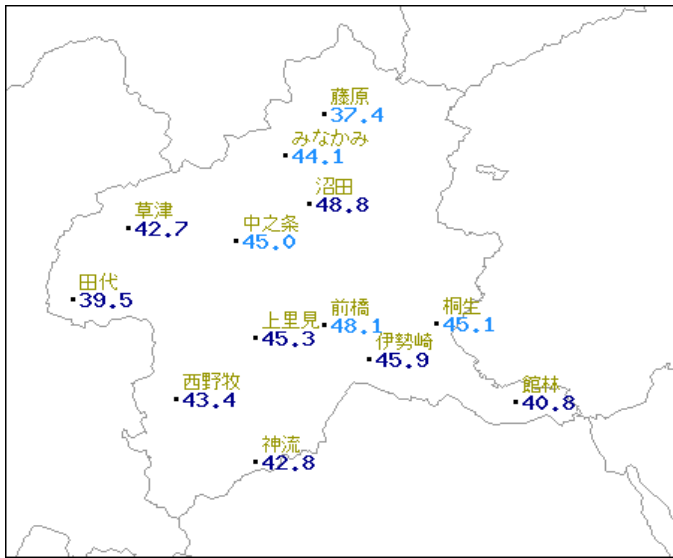 藤原
37.4
みなかみ
44.1
沼田
48.8
草津
42.7
中之条
45.0
田代
39.5
上里見
45.3
前橋
48.1
桐生
45.1
伊勢崎
45.9
西野牧
43.4
館林
40.8
神流
42.8